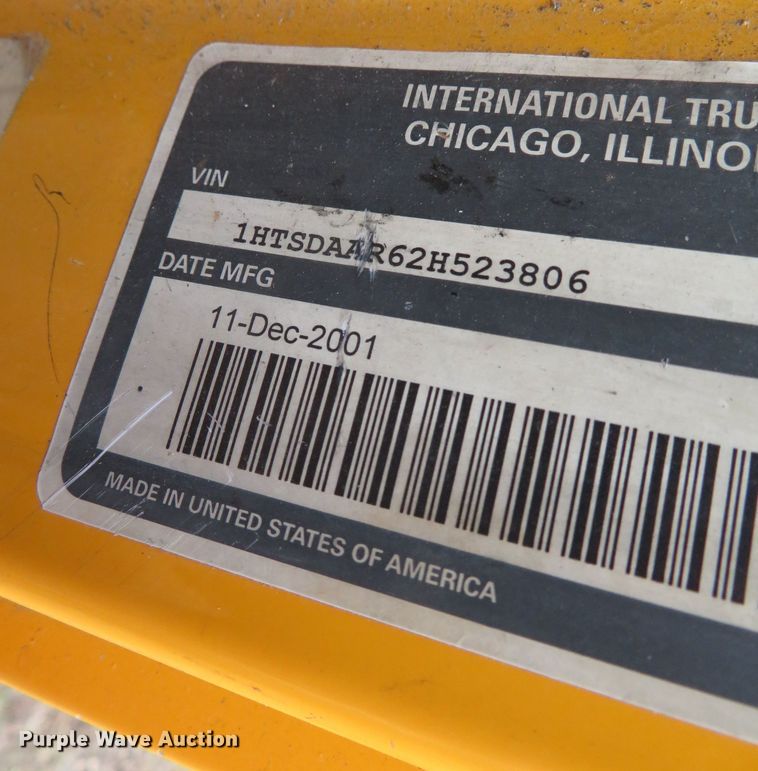 INTERNATIONAL TRU
CHICAGO, ILLINO
VIN
1HTSDAAR62H523806
DATE MFG
11-Dec-2001
MADE IN UNITED STATES OF AMERICA
Purple Wave Auction